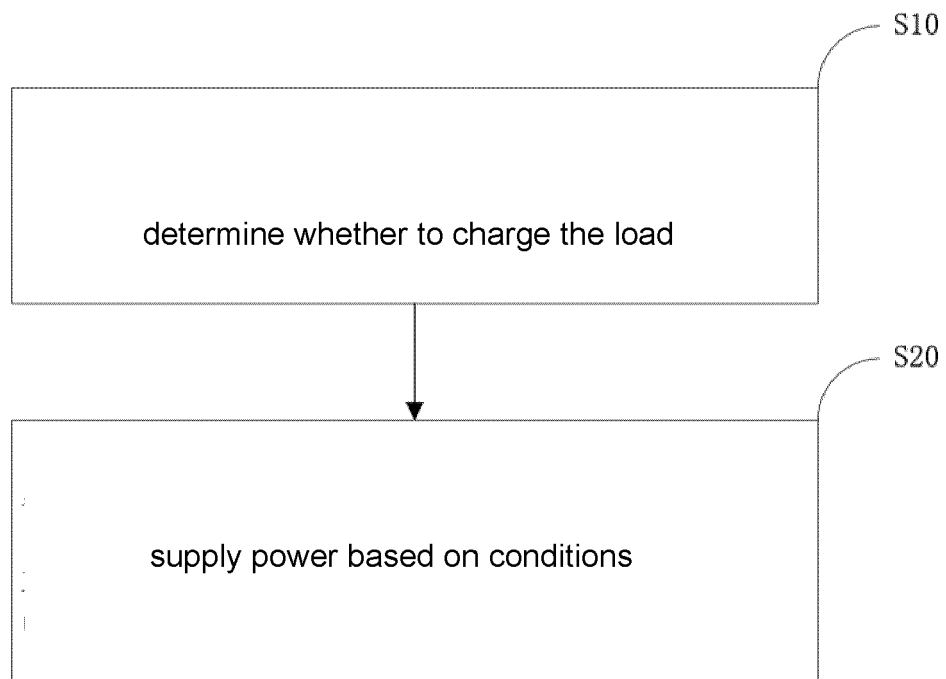 S10
determine whether to charge the load
S20
supply power based on conditions